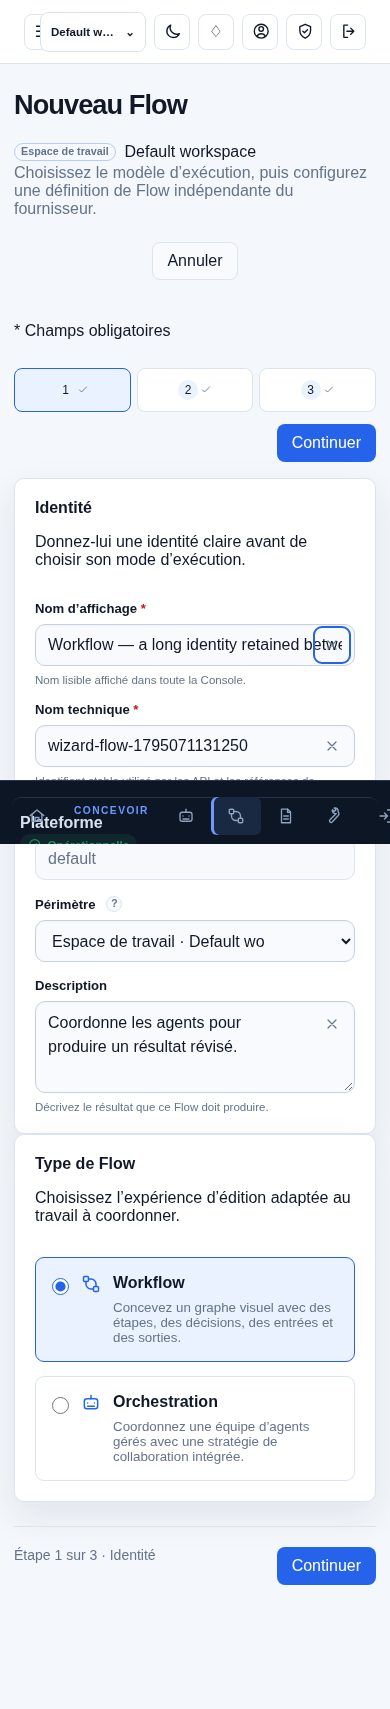 Default w…
Nouveau Flow
Espace de travail Default workspace
Choisissez le modèle d’exécution, puis configurez
une définition de Flow indépendante du
fournisseur.
Annuler
* Champs obligatoires
1
2
3
Continuer
Identité
Donnez-lui une identité claire avant de
choisir son mode d’exécution.
Nom d’affichage *
Workflow — a long identity retained betwe
Nom lisible affiché dans toute la Console.
Nom technique *
wizard-flow-1795071131250
CONCEVOIR
Plateforme
default
Périmètre ?
Espace de travail · Default wo
Description
Coordonne les agents pour
produire un résultat révisé.
Décrivez le résultat que ce Flow doit produire.
Type de Flow
Choisissez l’expérience d’édition adaptée au
travail à coordonner.
Workflow
Concevez un graphe visuel avec des
étapes, des décisions, des entrées et
des sorties.
Orchestration
Coordonnez une équipe d’agents
gérés avec une stratégie de
collaboration intégrée.
Étape 1 sur 3 · Identité
Continuer